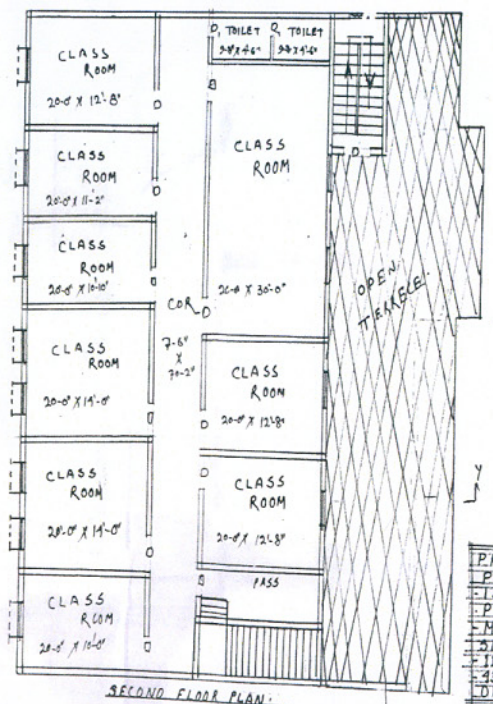 CLASS
ROOM
20-0" X 12'-8"
D, TOILET
D, TOILET
CLASS
ROOM
20-0" X 11'-2"
CLASS
ROOM
20-0" X 30'-0"
CLASS
ROOM
20-0" X 10-10"
COR
7-6"
X
70-2"
OPEN
TERRECE.
CLASS
ROOM
20-0" X 14'-0"
CLASS
ROOM
20-0" X 12'8"
CLASS
ROOM
20-0" X 14'-0"
CLASS
ROOM
20-0" X 12'-8"
PASS
CLASS
ROOM
20-0" X 10'-0"
Y
SECOND FLOOR PLAN.